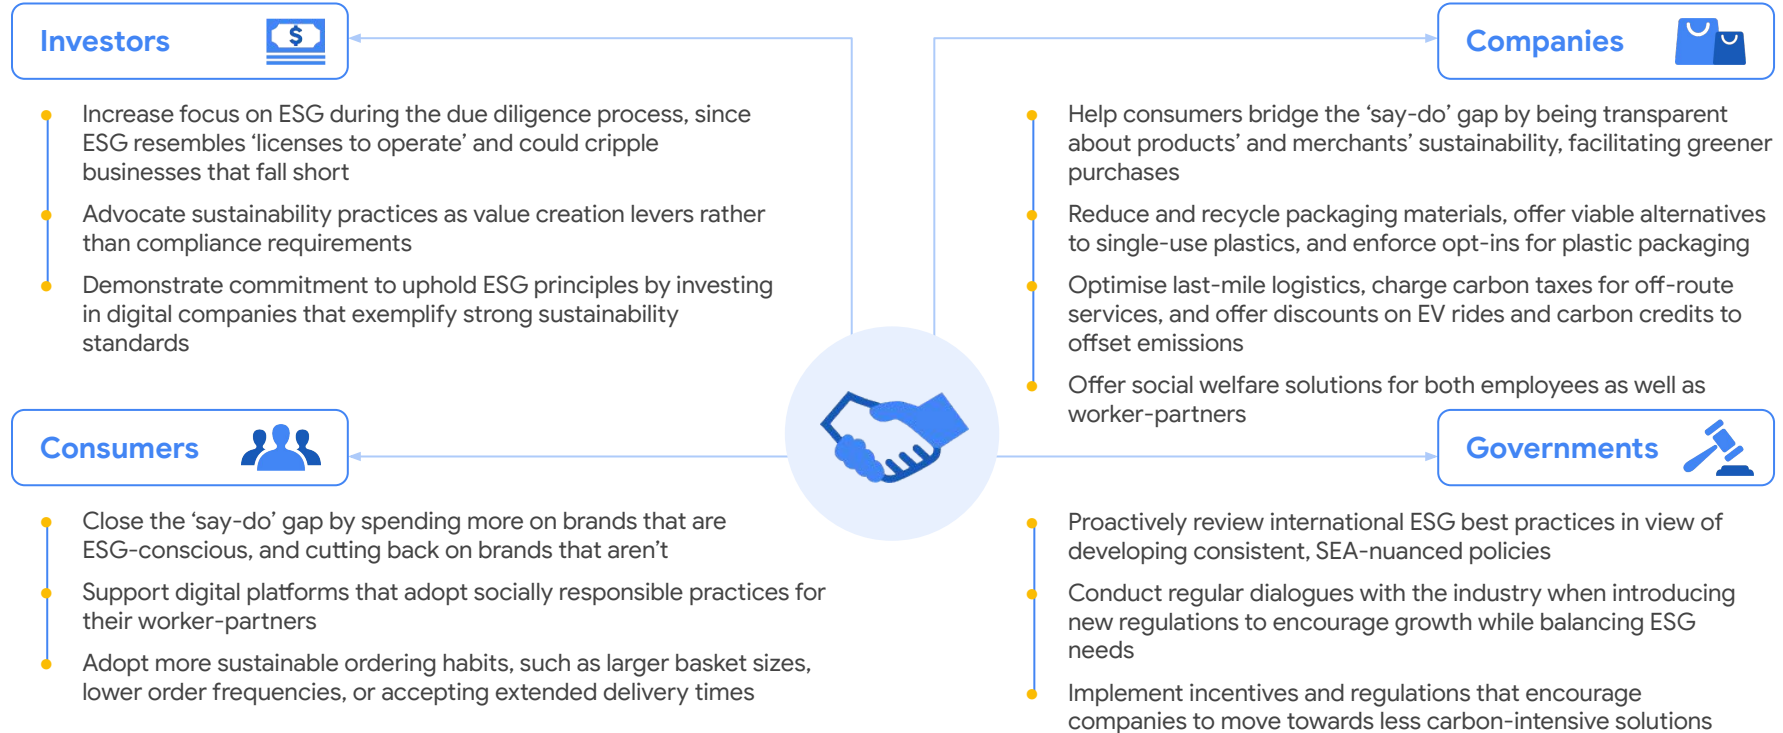 Investors
Increase focus on ESG during the due diligence process, since
ESG resembles ‘licenses to operate’ and could cripple
businesses that fall short
Advocate sustainability practices as value creation levers rather
than compliance requirements
Demonstrate commitment to uphold ESG principles by investing
in digital companies that exemplify strong sustainability
standards
Companies
Help consumers bridge the ‘say-do’ gap by being transparent
about products’ and merchants’ sustainability, facilitating greener
purchases
Reduce and recycle packaging materials, offer viable alternatives
to single-use plastics, and enforce opt-ins for plastic packaging
Optimise last-mile logistics, charge carbon taxes for off-route
services, and offer discounts on EV rides and carbon credits to
offset emissions
Offer social welfare solutions for both employees as well as
worker-partners
Consumers
Close the ‘say-do’ gap by spending more on brands that are
ESG-conscious, and cutting back on brands that aren’t
Support digital platforms that adopt socially responsible practices for
their worker-partners
Adopt more sustainable ordering habits, such as larger basket sizes,
lower order frequencies, or accepting extended delivery times
Governments
Proactively review international ESG best practices in view of
developing consistent, SEA-nuanced policies
Conduct regular dialogues with the industry when introducing
new regulations to encourage growth while balancing ESG
needs
Implement incentives and regulations that encourage
companies to move towards less carbon-intensive solutions